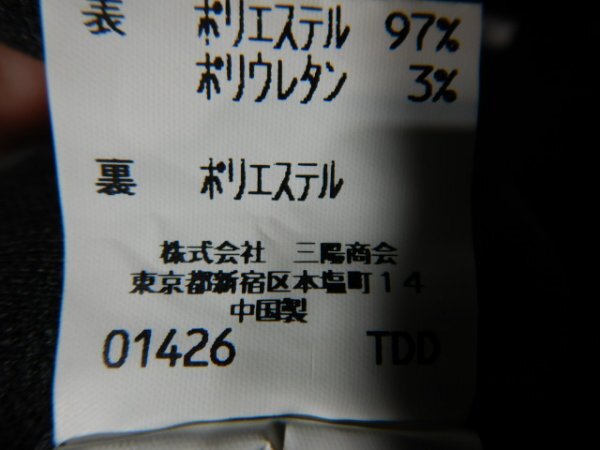 表 ポリエステル 97%
ポリウレタン 3%
裏 ポリエステル
株式会社 三陽商会
東京都新宿区本塩町14
中国製
01426 TDD